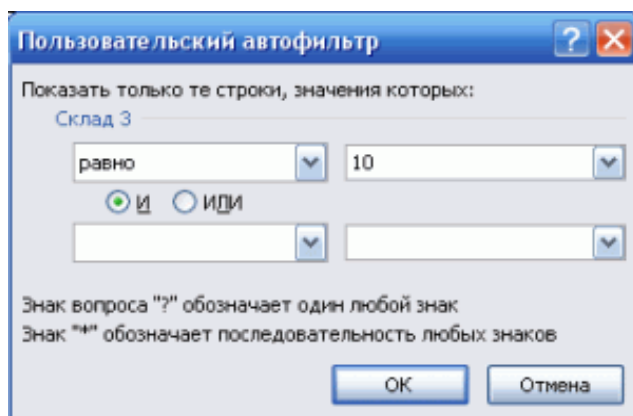 Пользовательский автофильтр
Показать только те строки, значения которых:
Склад 3
равно 10
И ИЛИ
Знак вопроса "?" обозначает один любой знак
Знак "*" обозначает последовательность любых знаков
ОК Отмена